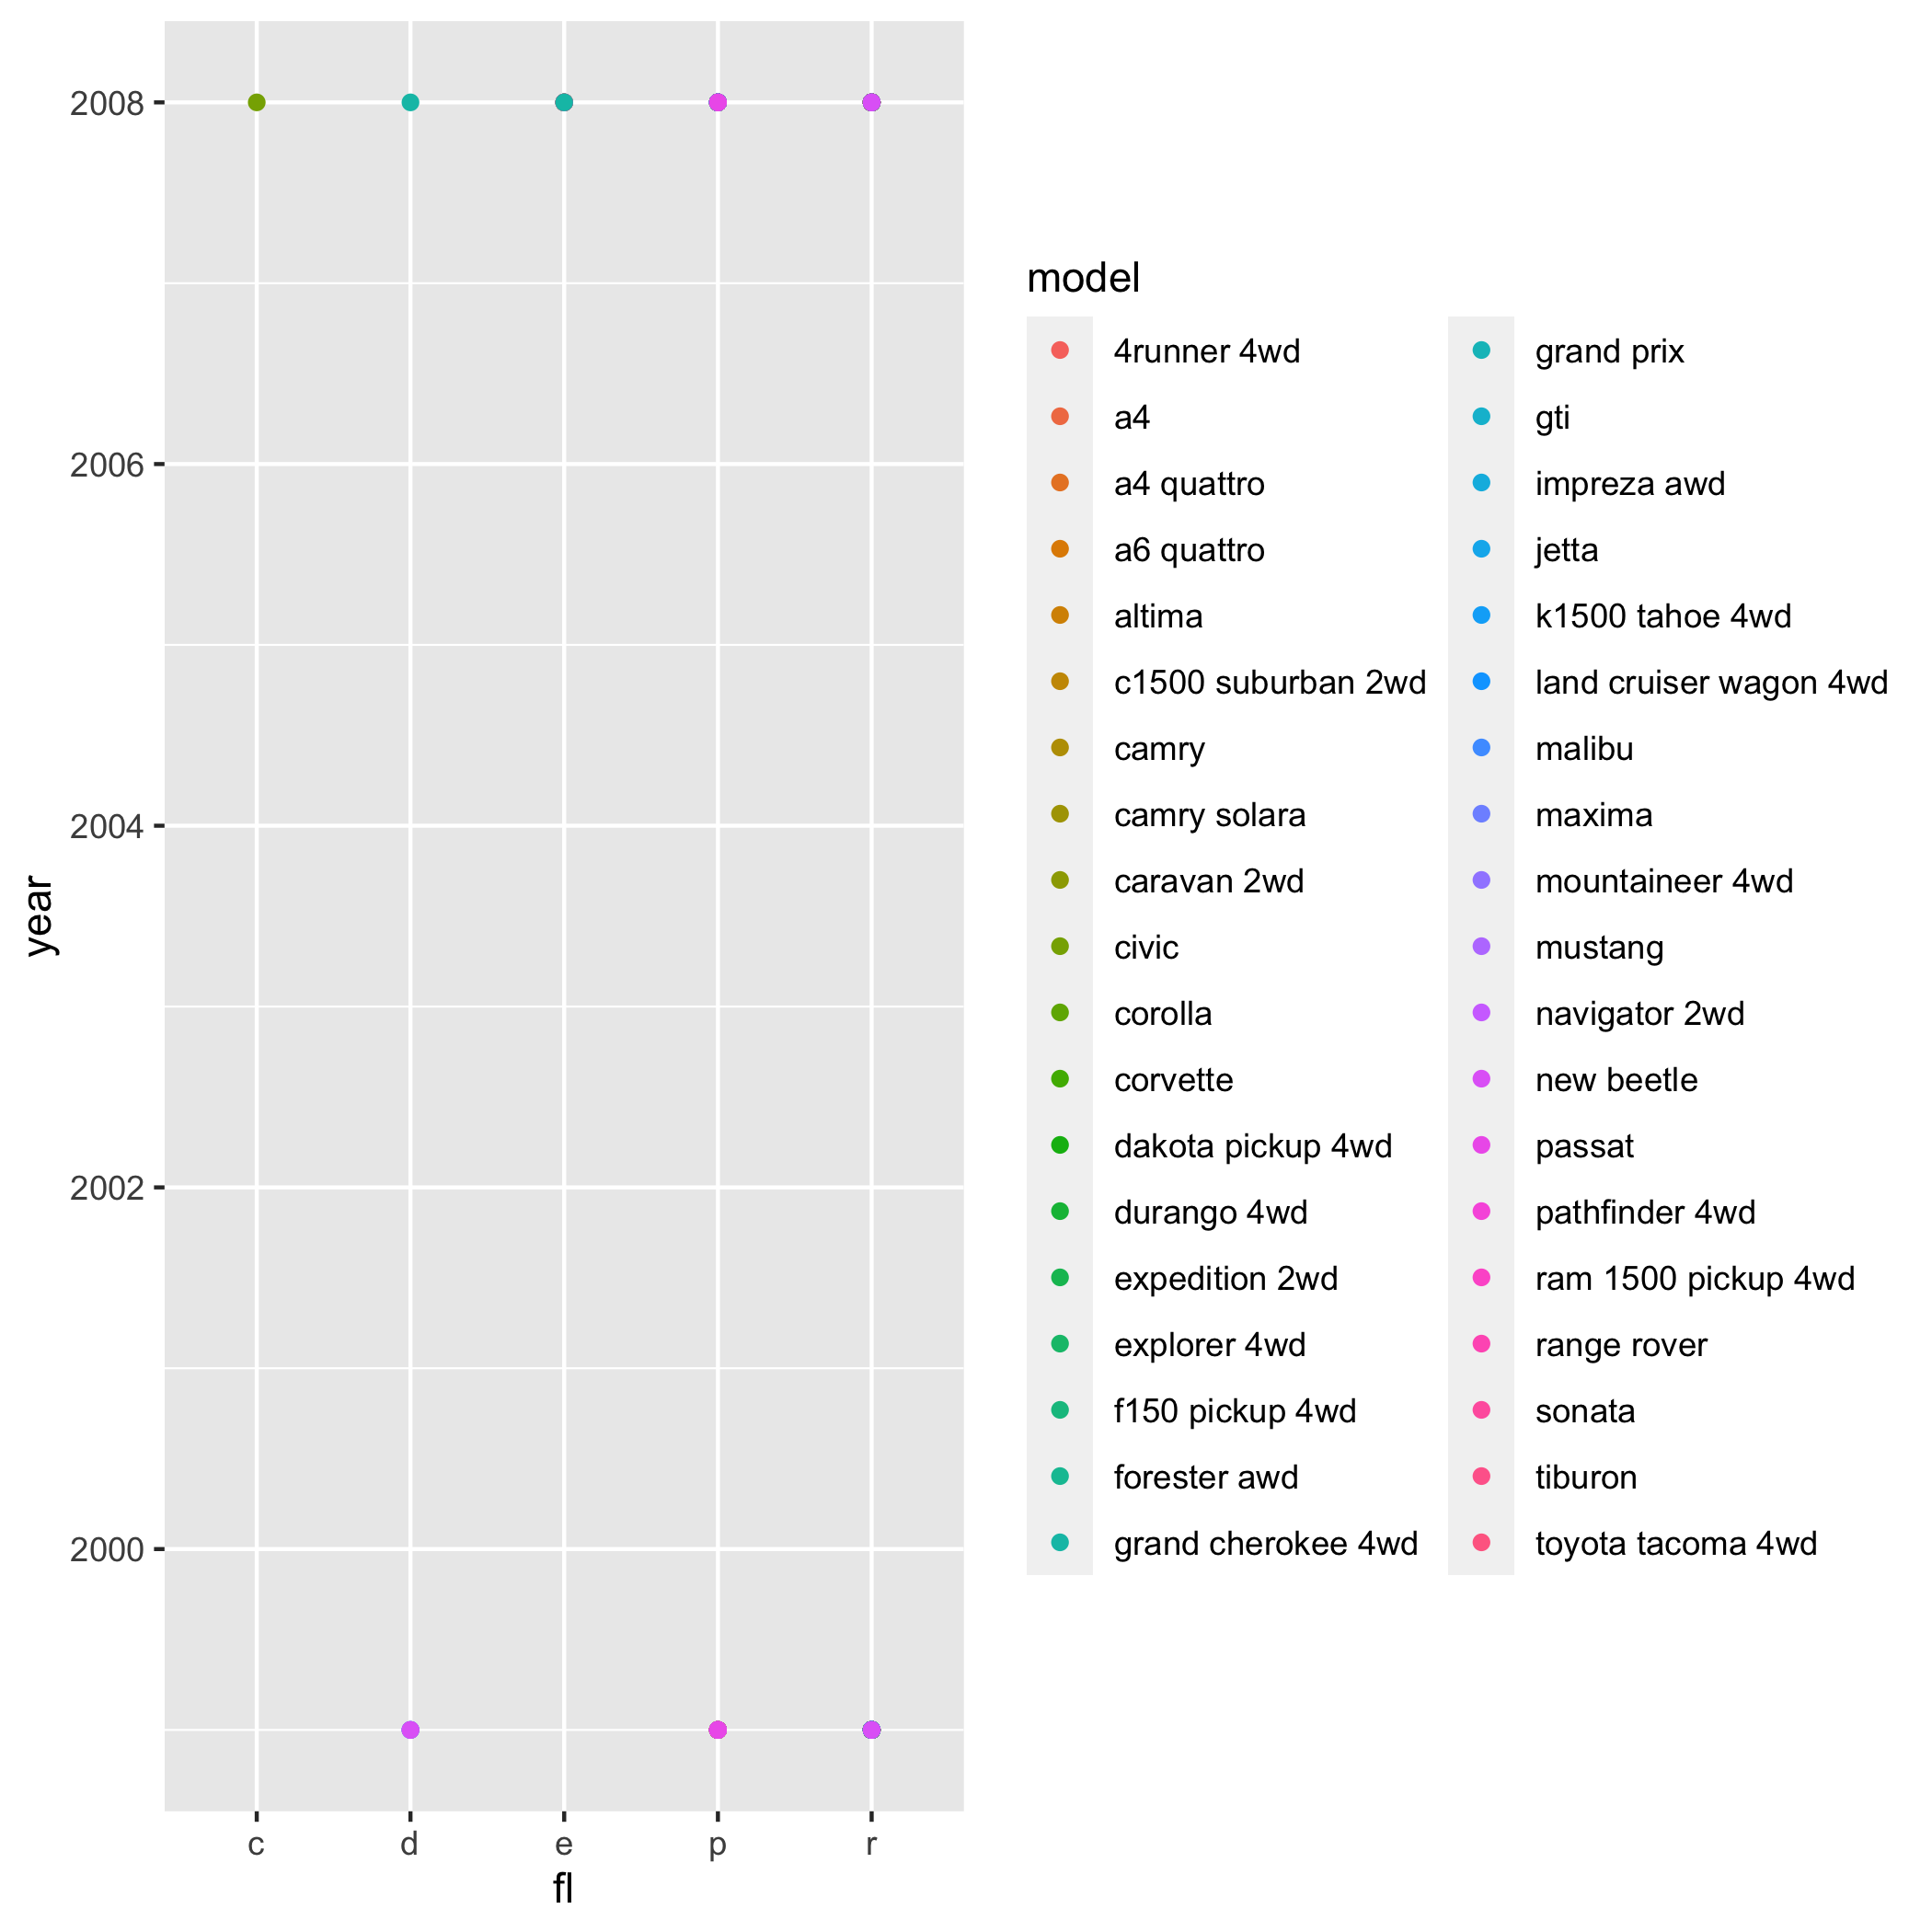 2008
2006
2004
2002
2000
year
c d e p r
fl
model
4runner 4wd
a4
a4 quattro
a6 quattro
altima
c1500 suburban 2wd
camry
camry solara
caravan 2wd
civic
corolla
corvette
dakota pickup 4wd
durango 4wd
expedition 2wd
explorer 4wd
f150 pickup 4wd
forester awd
grand cherokee 4wd
grand prix
gti
impreza awd
jetta
k1500 tahoe 4wd
land cruiser wagon 4wd
malibu
maxima
mountaineer 4wd
mustang
navigator 2wd
new beetle
passat
pathfinder 4wd
ram 1500 pickup 4wd
range rover
sonata
tiburon
toyota tacoma 4wd